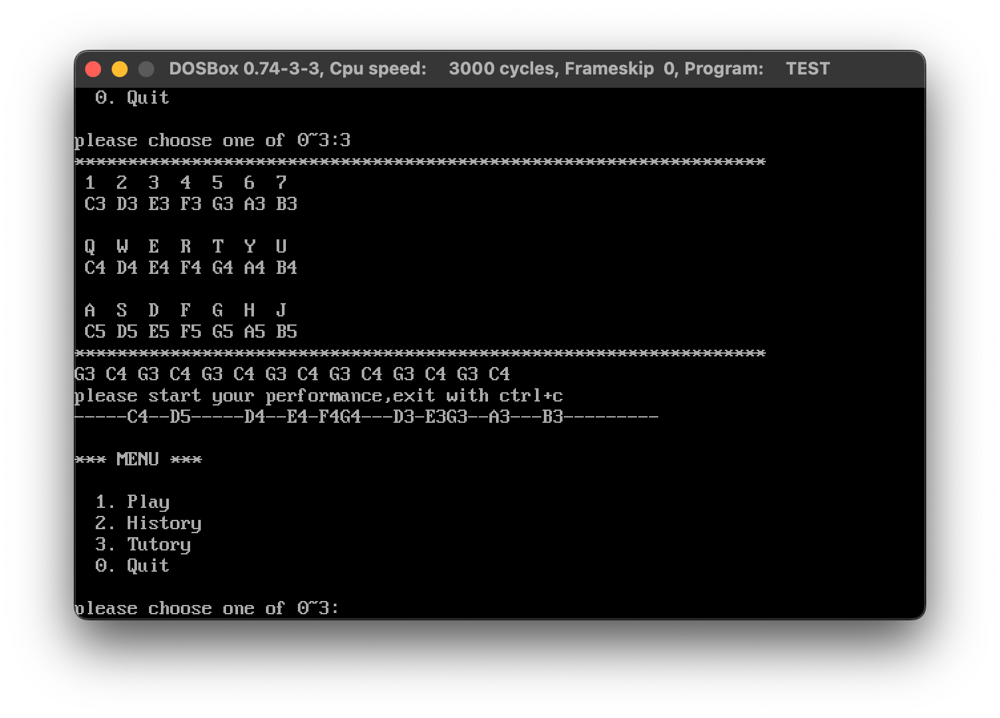 DOSBox 0.74-3-3, Cpu speed: 3000 cycles, Frameskip 0, Program: TEST
0. Quit
please choose one of 0~3:3
*****************************************************************
1 2 3 4 5 6 7
C3 D3 E3 F3 G3 A3 B3
Q W E R T Y U
C4 D4 E4 F4 G4 A4 B4
A S D F G H J
C5 D5 E5 F5 G5 A5 B5
*****************************************************************
G3 C4 G3 C4 G3 C4 G3 C4 G3 C4 G3 C4 G3 C4
please start your performance,exit with ctrl+c
-----C4--D5-----D4--E4-F4G4---D3-E3G3--A3---B3---------
*** MENU ***
1. Play
2. History
3. Tutory
0. Quit
please choose one of 0~3: